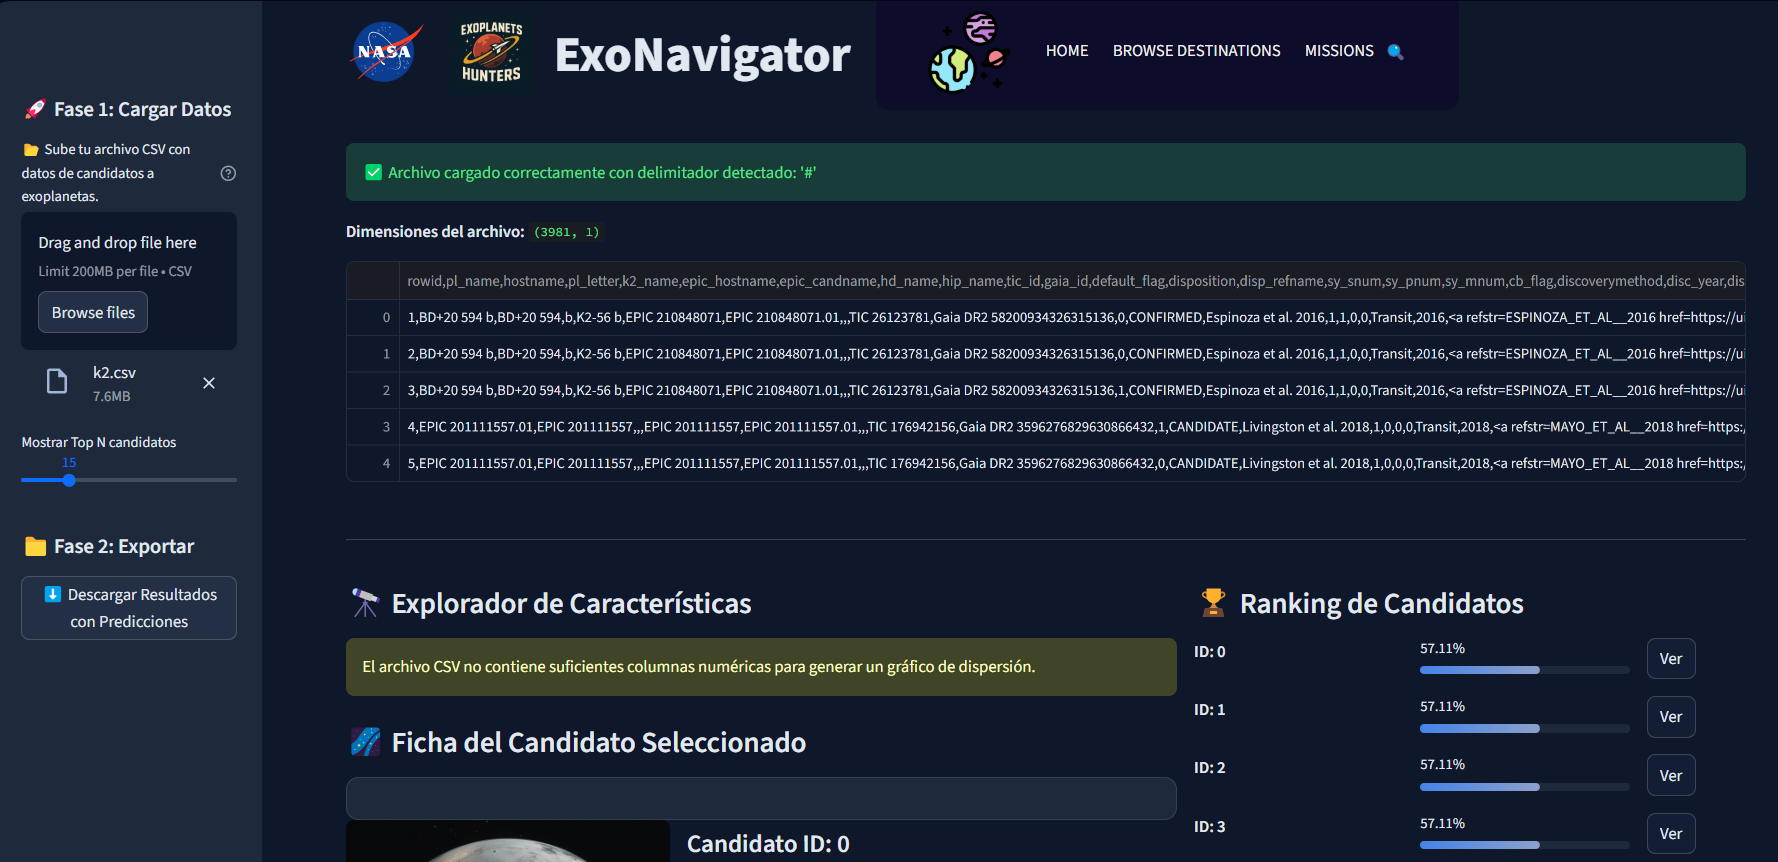 🚀 Fase 1: Cargar Datos
📂 Sube tu archivo CSV con
datos de candidatos a
exoplanetas.
Drag and drop file here
Limit 200MB per file • CSV
Browse files
k2.csv
7.6MB
Mostrar Top N candidatos
15
📁 Fase 2: Exportar
⬇️ Descargar Resultados
con Predicciones
NASA
EXOPLANETS
HUNTERS
ExoNavigator
HOME
BROWSE DESTINATIONS
MISSIONS
✅ Archivo cargado correctamente con delimitador detectado: '#'
Dimensiones del archivo: (3981, 1)
rowid,pl_name,hostname,pl_letter,k2_name,epic_hostname,epic_candname,hd_name,hip_name,tic_id,gaia_id,default_flag,disposition,disp_refname,sy_snum,sy_pnum,sy_mnum,cb_flag,discoverymethod,disc_year,dis
0 1,BD+20 594 b,BD+20 594,b,K2-56 b,EPIC 210848071,EPIC 210848071.01,,,TIC 26123781,Gaia DR2 58200934326315136,0,CONFIRMED,Espinoza et al. 2016,1,1,0,0,Transit,2016,<a refstr=ESPINOZA_ET_AL__2016 href=https://ui
1 2,BD+20 594 b,BD+20 594,b,K2-56 b,EPIC 210848071,EPIC 210848071.01,,,TIC 26123781,Gaia DR2 58200934326315136,0,CONFIRMED,Espinoza et al. 2016,1,1,0,0,Transit,2016,<a refstr=ESPINOZA_ET_AL__2016 href=https://ui
2 3,BD+20 594 b,BD+20 594,b,K2-56 b,EPIC 210848071,EPIC 210848071.01,,,TIC 26123781,Gaia DR2 58200934326315136,1,CONFIRMED,Espinoza et al. 2016,1,1,0,0,Transit,2016,<a refstr=ESPINOZA_ET_AL__2016 href=https://ui
3 4,EPIC 201111557.01,EPIC 201111557,,,EPIC 201111557,EPIC 201111557.01,,,TIC 176942156,Gaia DR2 3596276829630866432,1,CANDIDATE,Livingston et al. 2018,1,0,0,0,Transit,2018,<a refstr=MAYO_ET_AL__2018 href=https:/
4 5,EPIC 201111557.01,EPIC 201111557,,,EPIC 201111557,EPIC 201111557.01,,,TIC 176942156,Gaia DR2 3596276829630866432,0,CANDIDATE,Livingston et al. 2018,1,0,0,0,Transit,2018,<a refstr=MAYO_ET_AL__2018 href=https:/
🔭 Explorador de Características
El archivo CSV no contiene suficientes columnas numéricas para generar un gráfico de dispersión.
🌌 Ficha del Candidato Seleccionado
Candidato ID: 0
🏆 Ranking de Candidatos
ID: 0 57.11% Ver
ID: 1 57.11% Ver
ID: 2 57.11% Ver
ID: 3 57.11% Ver